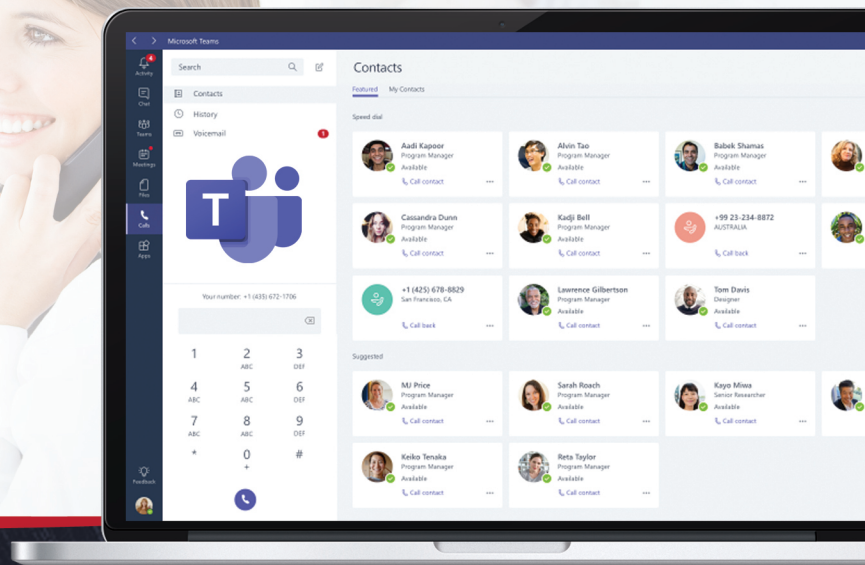 Microsoft Teams
4
Activity
Chat
Teams
Meetings
Files
Calls
Apps
Feedback
Search
Contacts
History
Voicemail
1
T
Your number: +1 (435) 672-1706
1
2
3
ABC
DEF
4
5
6
ABC
ABC
DEF
7
8
9
ABC
ABC
DEF
*
0
#
+
Contacts
Featured
My Contacts
Speed dial
Aadi Kapoor
Program Manager
Available
Call contact
Alvin Tao
Program Manager
Available
Call contact
Babek Shamas
Program Manager
Available
Call contact
Cassandra Dunn
Program Manager
Available
Call contact
Kadji Bell
Program Manager
Available
Call contact
+99 23-234-8872
AUSTRALIA
Call back
+1 (425) 678-8829
San Francisco, CA
Call back
Lawrence Gilbertson
Program Manager
Available
Call contact
Tom Davis
Designer
Available
Call contact
Suggested
MJ Price
Program Manager
Available
Call contact
Sarah Roach
Program Manager
Available
Call contact
Kayo Miwa
Senior Researcher
Available
Call contact
Keiko Tenaka
Program Manager
Available
Call contact
Reta Taylor
Program Manager
Available
Call contact